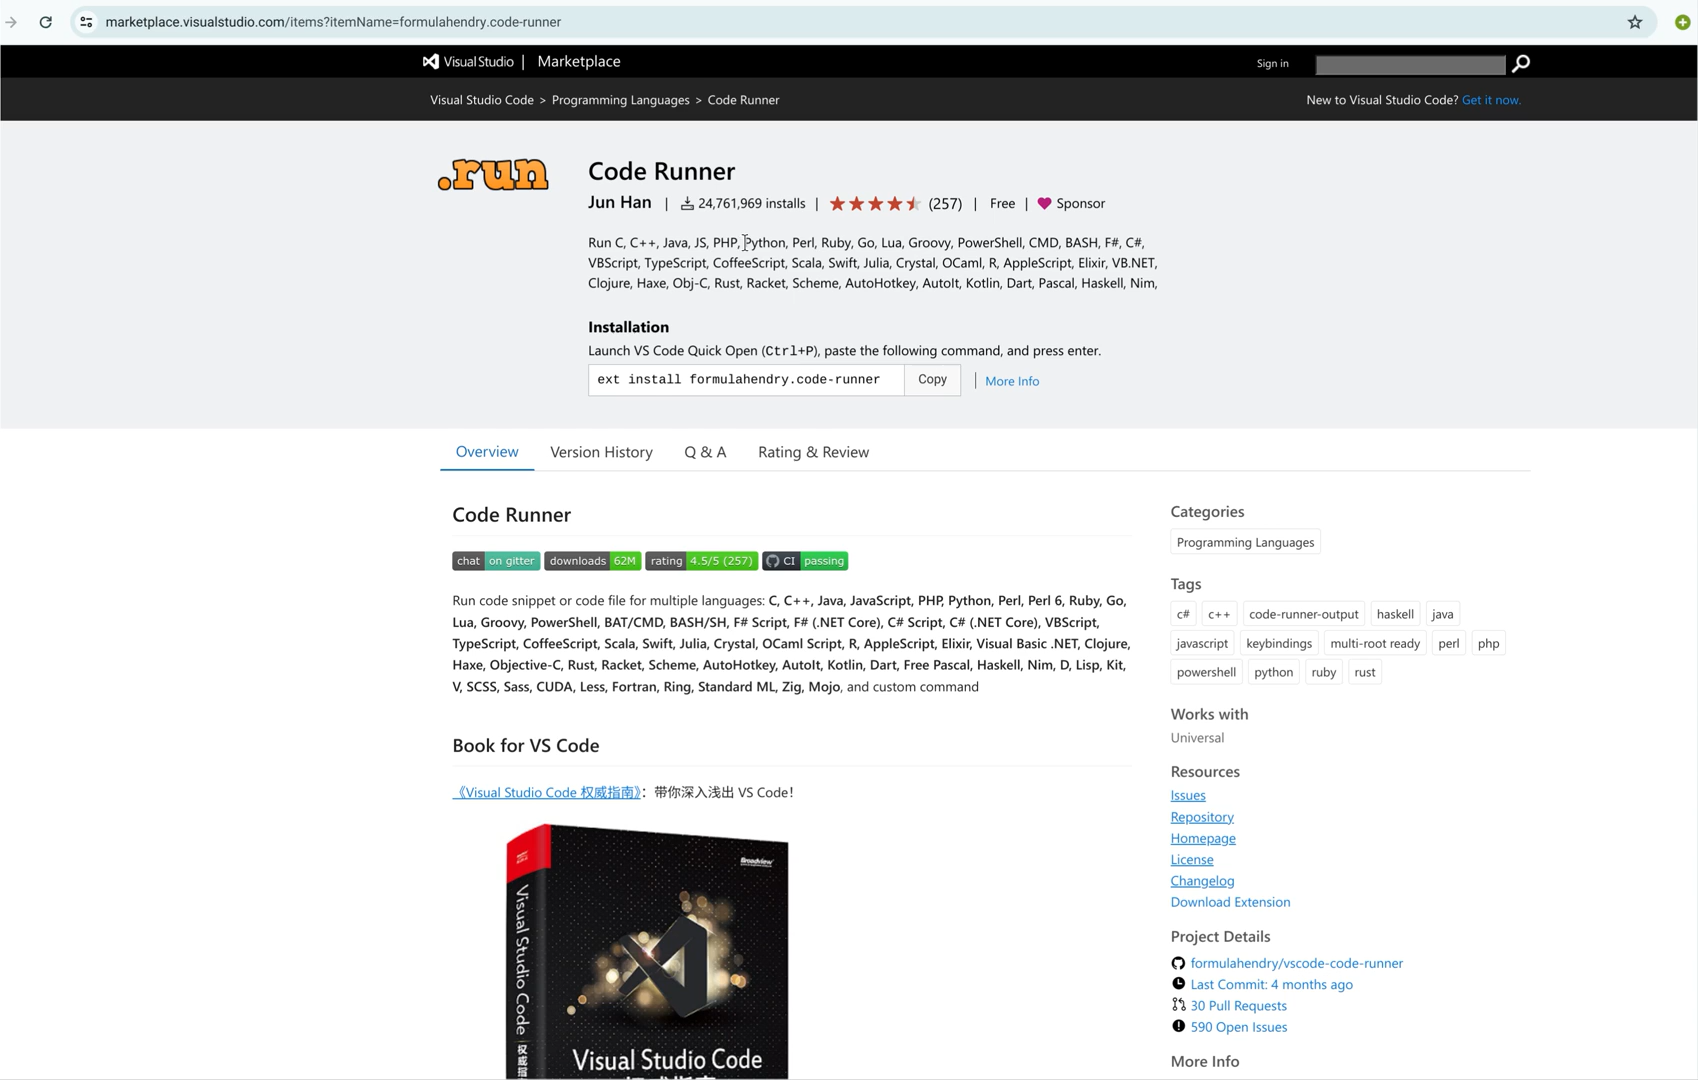 marketplace.visualstudio.com/items?itemName=formulahendry.code-runner
Visual Studio | Marketplace
Sign in
Visual Studio Code > Programming Languages > Code Runner
New to Visual Studio Code? Get it now.
.run
Code Runner
Jun Han | 24,761,969 installs | (257) | Free | Sponsor
Run C, C++, Java, JS, PHP, Python, Perl, Ruby, Go, Lua, Groovy, PowerShell, CMD, BASH, F#, C#,
VBScript, TypeScript, CoffeeScript, Scala, Swift, Julia, Crystal, OCaml, R, AppleScript, Elixir, VB.NET,
Clojure, Haxe, Obj-C, Rust, Racket, Scheme, AutoHotkey, AutoIt, Kotlin, Dart, Pascal, Haskell, Nim,
Installation
Launch VS Code Quick Open (Ctrl+P), paste the following command, and press enter.
ext install formulahendry.code-runner
Copy
More Info
Overview
Version History
Q & A
Rating & Review
Code Runner
chat on gitter downloads 62M rating 4.5/5 (257) CI passing
Run code snippet or code file for multiple languages: C, C++, Java, JavaScript, PHP, Python, Perl, Perl 6, Ruby, Go,
Lua, Groovy, PowerShell, BAT/CMD, BASH/SH, F# Script, F# (.NET Core), C# Script, C# (.NET Core), VBScript,
TypeScript, CoffeeScript, Scala, Swift, Julia, Crystal, OCaml Script, R, AppleScript, Elixir, Visual Basic .NET, Clojure,
Haxe, Objective-C, Rust, Racket, Scheme, AutoHotkey, AutoIt, Kotlin, Dart, Free Pascal, Haskell, Nim, D, Lisp, Kit,
V, SCSS, Sass, CUDA, Less, Fortran, Ring, Standard ML, Zig, Mojo, and custom command
Book for VS Code
《Visual Studio Code 权威指南》：带你深入浅出 VS Code！
Broadview
Visual Studio Code
Visual Studio Code
Categories
Programming Languages
Tags
c# c++ code-runner-output haskell java
javascript keybindings multi-root ready perl php
powershell python ruby rust
Works with
Universal
Resources
Issues
Repository
Homepage
License
Changelog
Download Extension
Project Details
formulahendry/vscode-code-runner
Last Commit: 4 months ago
30 Pull Requests
590 Open Issues
More Info